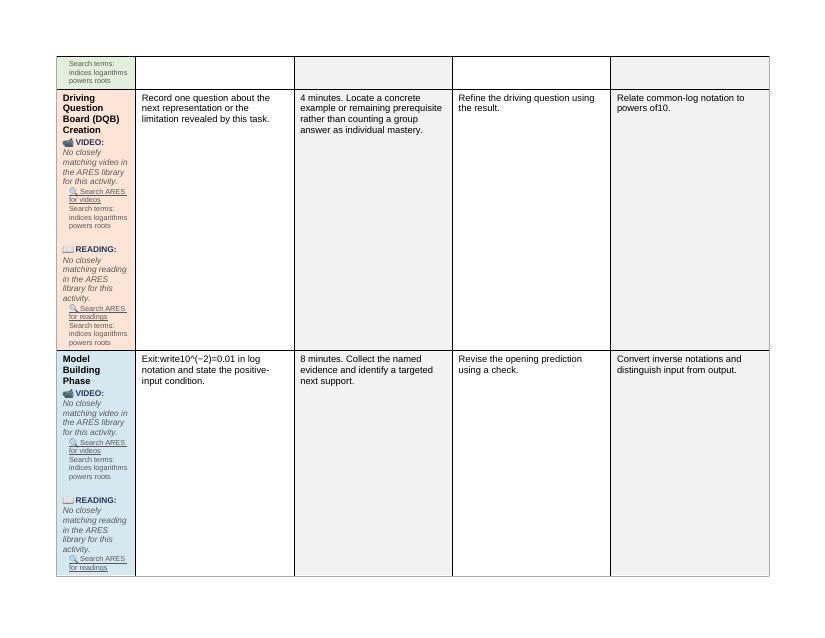 Search terms:
indices logarithms
powers roots
Driving
Question
Board (DQB)
Creation
📹 VIDEO:
No closely
matching video in
the ARES library
for this activity.
🔍 Search ARES
for videos
Search terms:
indices logarithms
powers roots
📖 READING:
No closely
matching reading
in the ARES
library for this
activity.
🔍 Search ARES
for readings
Search terms:
indices logarithms
powers roots
Record one question about the
next representation or the
limitation revealed by this task.
4 minutes. Locate a concrete
example or remaining prerequisite
rather than counting a group
answer as individual mastery.
Refine the driving question using
the result.
Relate common-log notation to
powers of10.
Model
Building
Phase
📹 VIDEO:
No closely
matching video in
the ARES library
for this activity.
🔍 Search ARES
for videos
Search terms:
indices logarithms
powers roots
📖 READING:
No closely
matching reading
in the ARES
library for this
activity.
🔍 Search ARES
for readings
Exit:write10^(−2)=0.01 in log
notation and state the positive-
input condition.
8 minutes. Collect the named
evidence and identify a targeted
next support.
Revise the opening prediction
using a check.
Convert inverse notations and
distinguish input from output.